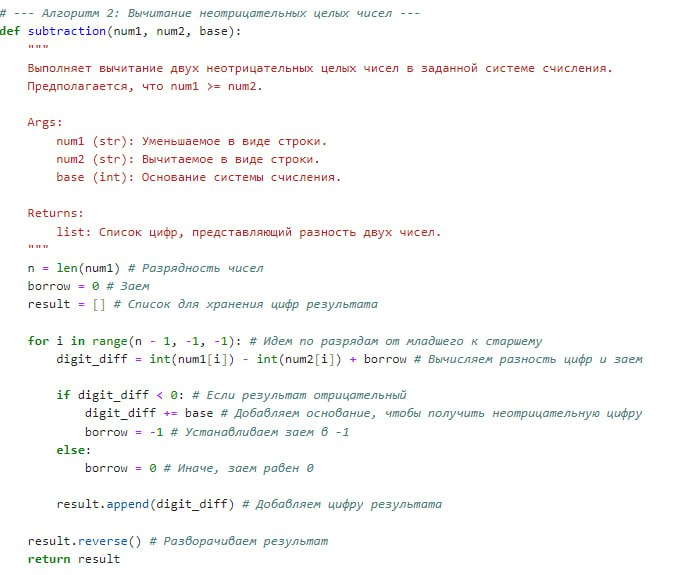 # --- Алгоритм 2: Вычитание неотрицательных целых чисел ---
def subtraction(num1, num2, base):
    """
    Выполняет вычитание двух неотрицательных целых чисел в заданной системе счисления.
    Предполагается, что num1 >= num2.

    Args:
        num1 (str): Уменьшаемое в виде строки.
        num2 (str): Вычитаемое в виде строки.
        base (int): Основание системы счисления.

    Returns:
        list: Список цифр, представляющий разность двух чисел.
    """
    n = len(num1) # Разрядность чисел
    borrow = 0 # Заем
    result = [] # Список для хранения цифр результата

    for i in range(n - 1, -1, -1): # Идем по разрядам от младшего к старшему
        digit_diff = int(num1[i]) - int(num2[i]) + borrow # Вычисляем разность цифр и заем

        if digit_diff < 0: # Если результат отрицательный
            digit_diff += base # Добавляем основание, чтобы получить неотрицательную цифру
            borrow = -1 # Устанавливаем заем в -1
        else:
            borrow = 0 # Иначе, заем равен 0

        result.append(digit_diff) # Добавляем цифру результата

    result.reverse() # Разворачиваем результат
    return result